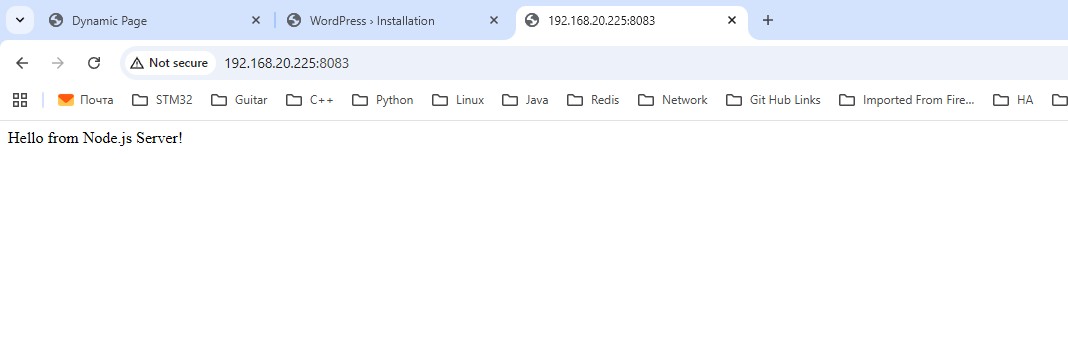 Dynamic Page WordPress › Installation 192.168.20.225:8083
Not secure 192.168.20.225:8083
Почта STM32 Guitar C++ Python Linux Java Redis Network Git Hub Links Imported From Fire... HA
Hello from Node.js Server!